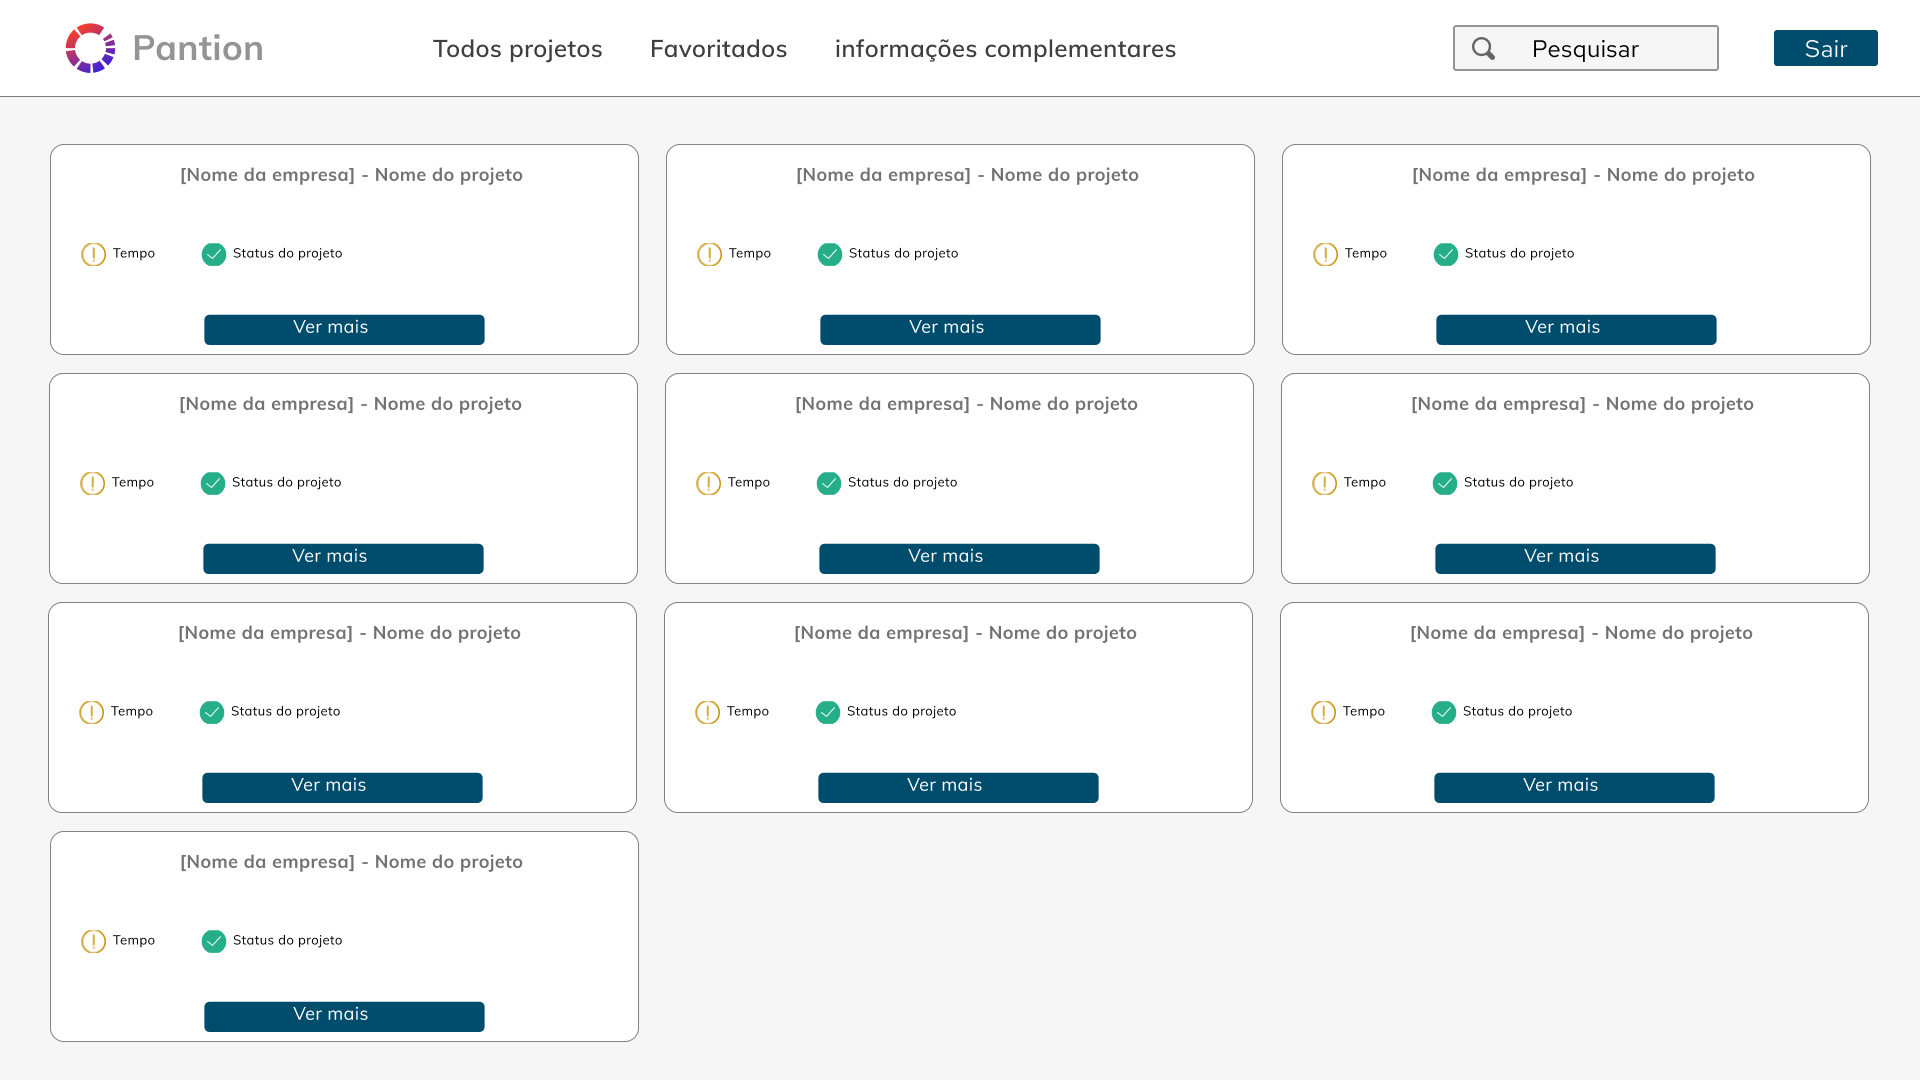 Pantion
Todos projetos
Favoritados
informações complementares
Pesquisar
Sair
[Nome da empresa] - Nome do projeto
Tempo
Status do projeto
Ver mais
[Nome da empresa] - Nome do projeto
Tempo
Status do projeto
Ver mais
[Nome da empresa] - Nome do projeto
Tempo
Status do projeto
Ver mais
[Nome da empresa] - Nome do projeto
Tempo
Status do projeto
Ver mais
[Nome da empresa] - Nome do projeto
Tempo
Status do projeto
Ver mais
[Nome da empresa] - Nome do projeto
Tempo
Status do projeto
Ver mais
[Nome da empresa] - Nome do projeto
Tempo
Status do projeto
Ver mais
[Nome da empresa] - Nome do projeto
Tempo
Status do projeto
Ver mais
[Nome da empresa] - Nome do projeto
Tempo
Status do projeto
Ver mais
[Nome da empresa] - Nome do projeto
Tempo
Status do projeto
Ver mais